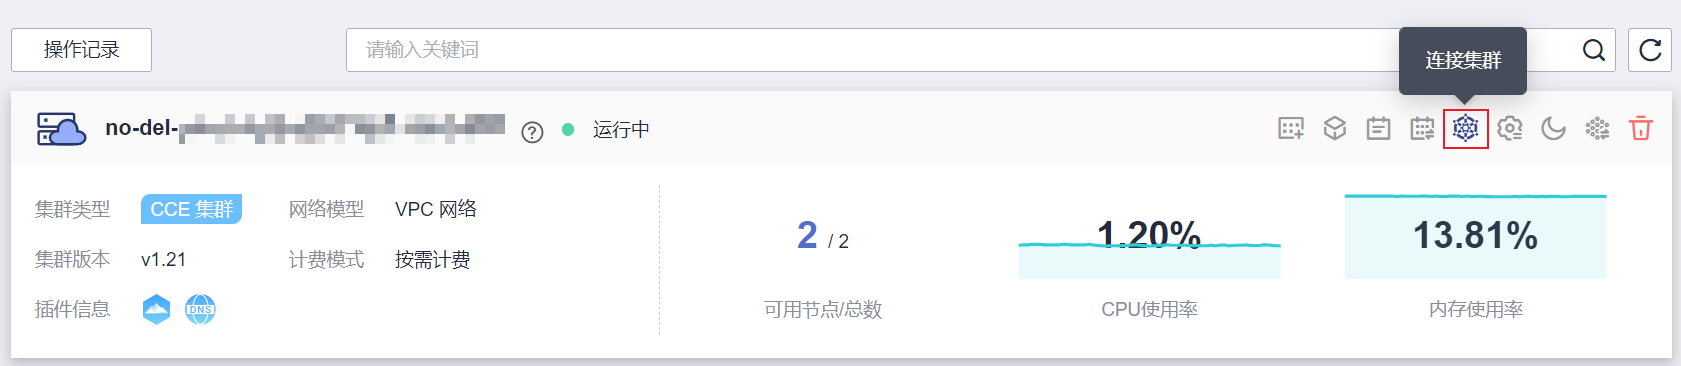 操作记录
请输入关键词
连接集群
no-del-
运行中
集群类型 CCE 集群 网络模型 VPC 网络
集群版本 v1.21 计费模式 按需计费
插件信息 DNS
2 / 2
可用节点/总数
1.20%
CPU使用率
13.81%
内存使用率